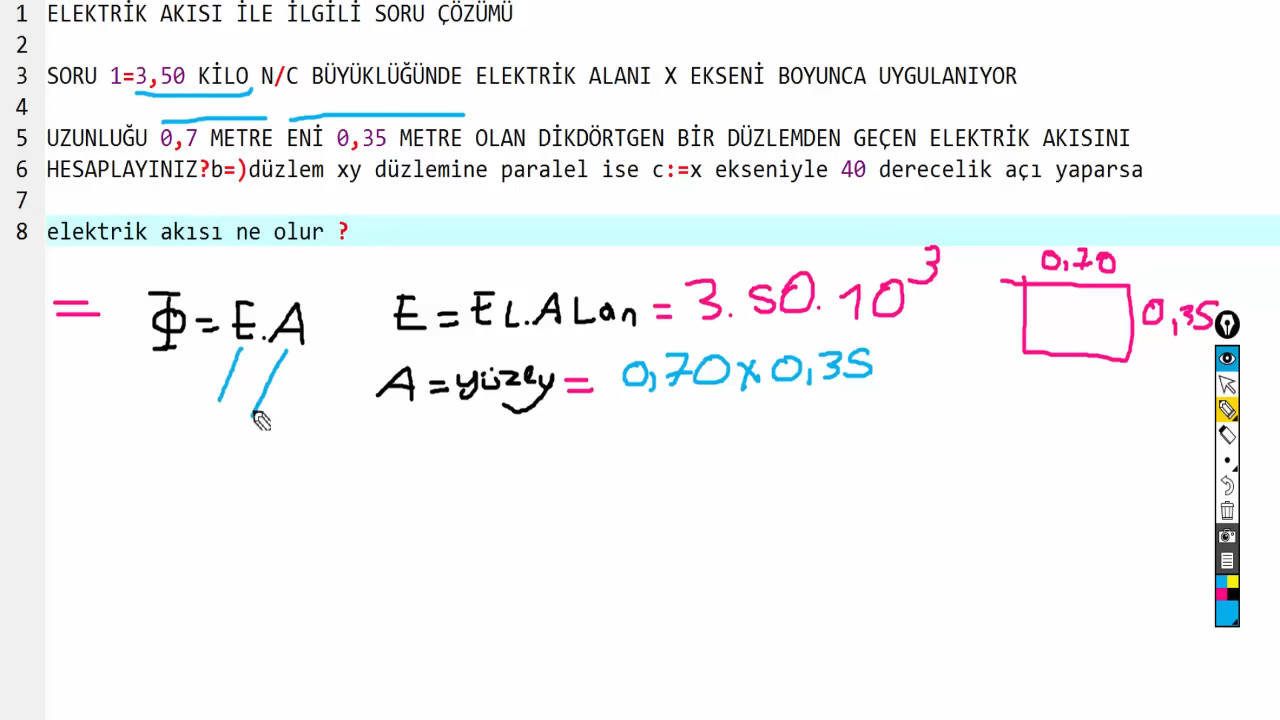 1 ELEKTRİK AKISI İLE İLGİLİ SORU ÇÖZÜMÜ
2
3 SORU 1=3,50 KİLO N/C BÜYÜKLÜĞÜNDE ELEKTRİK ALANI X EKSENİ BOYUNCA UYGULANIYOR
4
5 UZUNLUĞU 0,7 METRE ENİ 0,35 METRE OLAN DİKDÖRTGEN BİR DÜZLEMDEN GEÇEN ELEKTRİK AKISINI
6 HESAPLAYINIZ?b=)düzlem xy düzlemine paralel ise c:=x ekseniyle 40 derecelik açı yaparsa
7
8 elektrik akısı ne olur ?
0,70
= Φ = E.A E = EL.ALan = 3.50.10³ 0,35
A = yüzey = 0,70x0,35